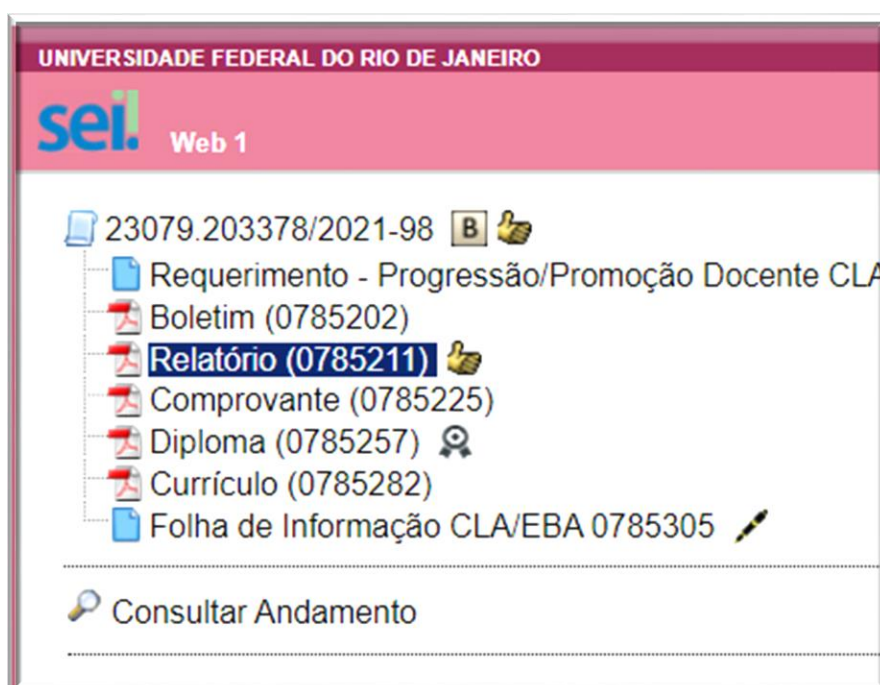 UNIVERSIDADE FEDERAL DO RIO DE JANEIRO
sei! Web 1
23079.203378/2021-98 B
Requerimento - Progressão/Promoção Docente CLA
Boletim (0785202)
Relatório (0785211)
Comprovante (0785225)
Diploma (0785257)
Currículo (0785282)
Folha de Informação CLA/EBA 0785305
Consultar Andamento